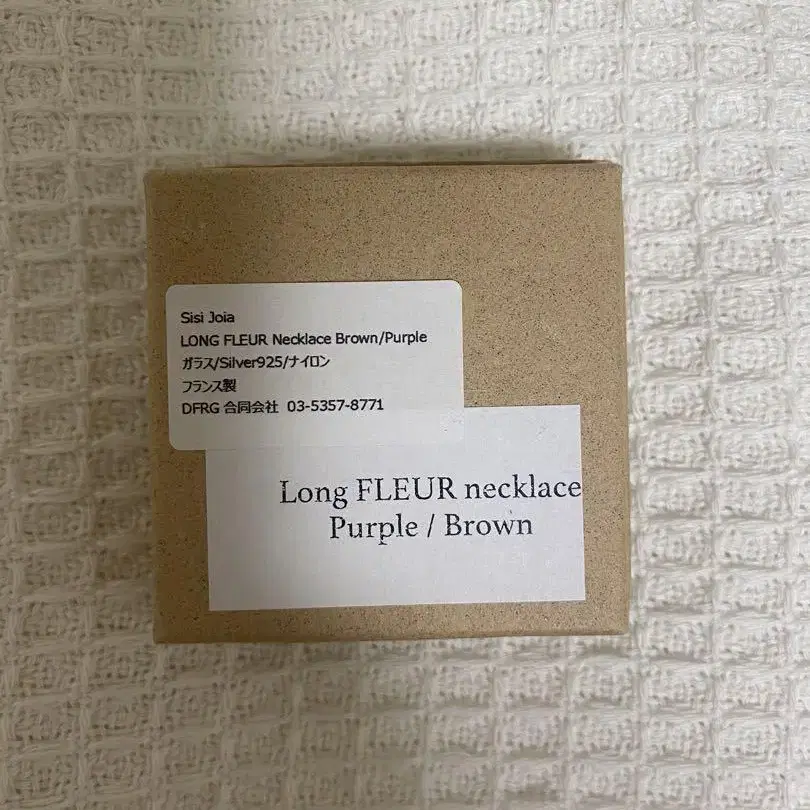 Sisi Joia
LONG FLEUR Necklace Brown/Purple
ガラス/Silver925/ナイロン
フランス製
DFRG 合同会社 03-5357-8771
Long FLEUR necklace
Purple / Brown